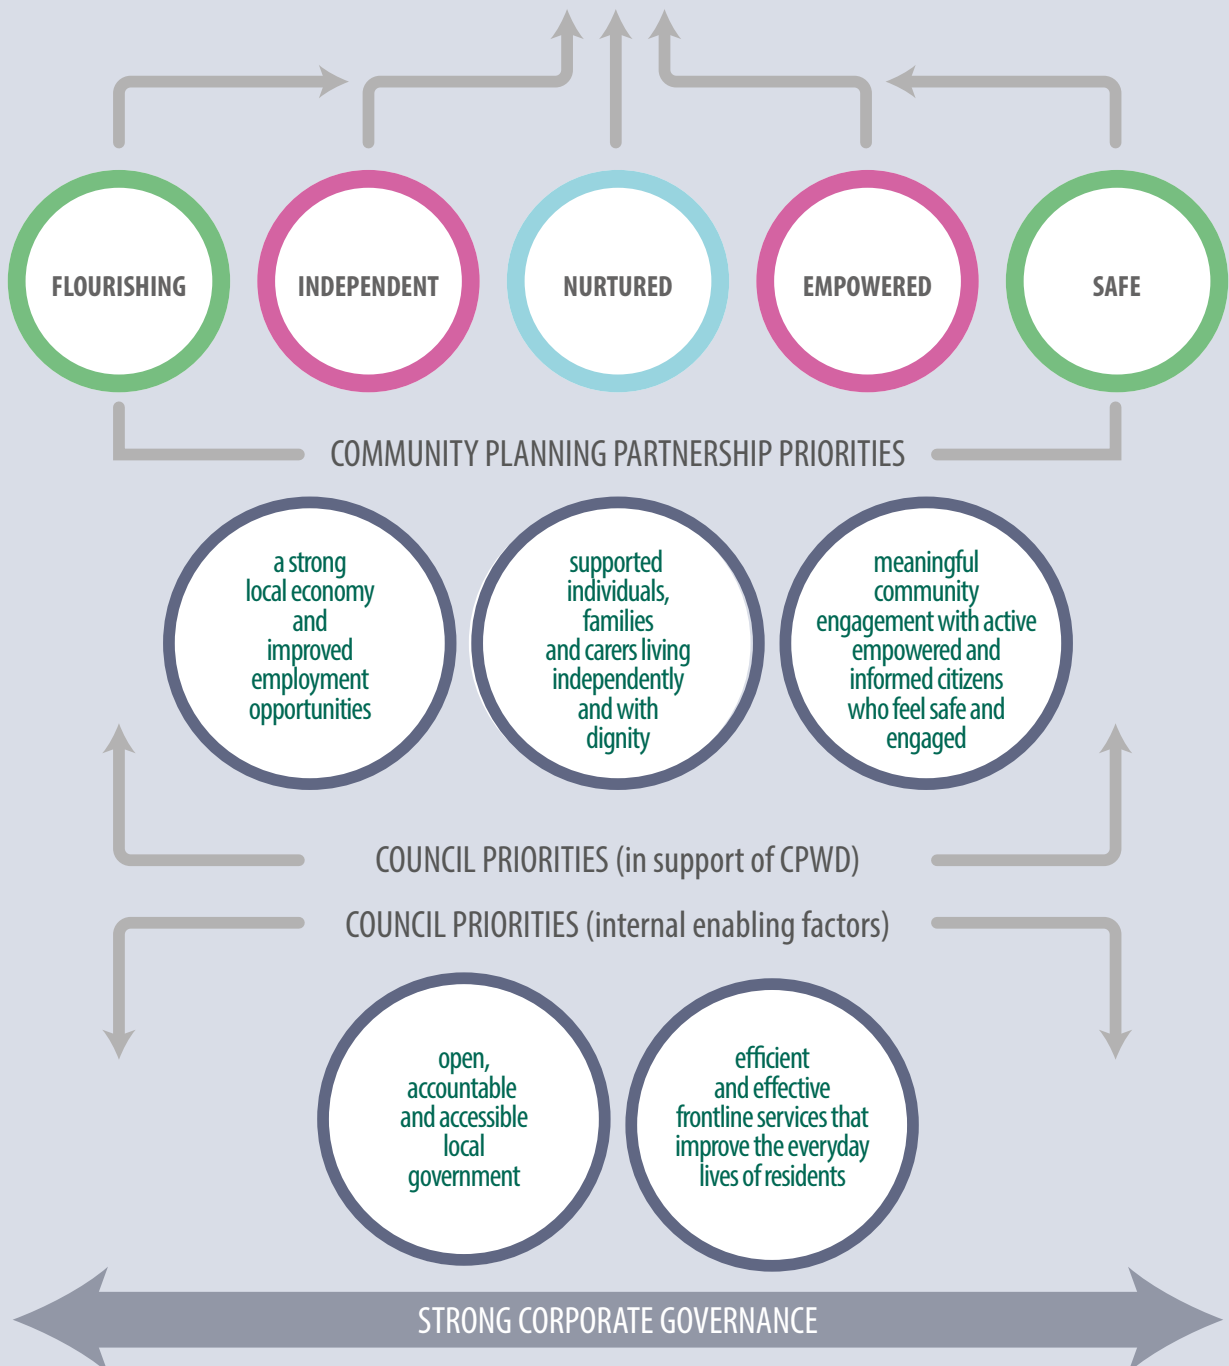 FLOURISHING
INDEPENDENT
NURTURED
EMPOWERED
SAFE
COMMUNITY PLANNING PARTNERSHIP PRIORITIES
a strong
local economy
and
improved
employment
opportunities
supported
individuals,
families
and carers living
independently
and with
dignity
meaningful
community
engagement with active
empowered and
informed citizens
who feel safe and
engaged
COUNCIL PRIORITIES (in support of CPWD)
COUNCIL PRIORITIES (internal enabling factors)
open,
accountable
and accessible
local
government
efficient
and effective
frontline services that
improve the everyday
lives of residents
STRONG CORPORATE GOVERNANCE